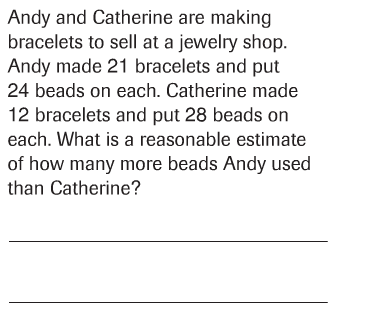 Andy and Catherine are making
bracelets to sell at a jewelry shop.
Andy made 21 bracelets and put
24 beads on each. Catherine made
12 bracelets and put 28 beads on
each. What is a reasonable estimate
of how many more beads Andy used
than Catherine?